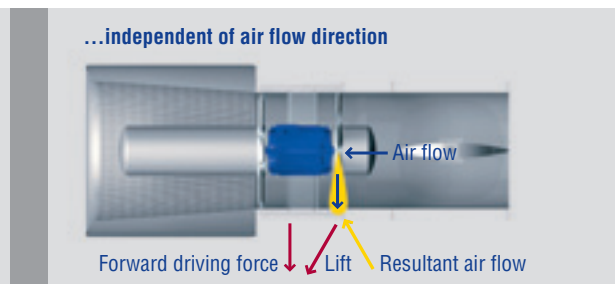 …independent of air flow direction
Air flow
Forward driving force
Lift
Resultant air flow